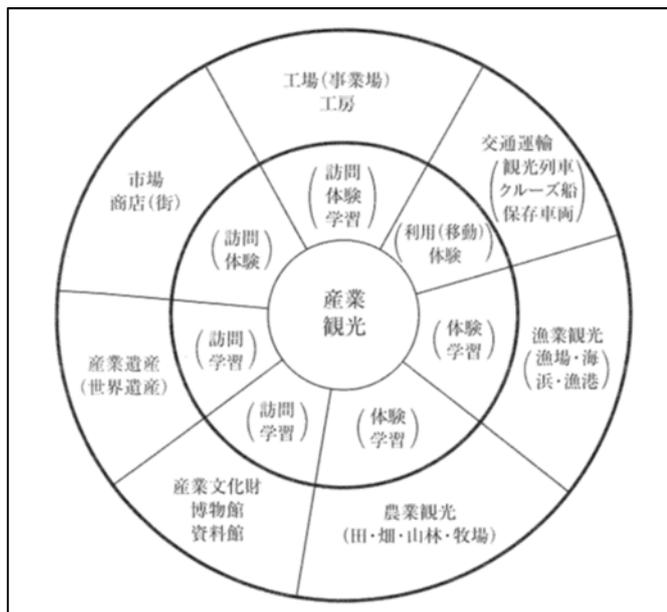 工場(事業場)
工房
交通運輸
(観光列車
クルーズ船
保存車両)
漁業観光
(漁場・海
浜・漁港)
農業観光
(田・畑・山林・牧場)
産業文化財
博物館
資料館
産業遺産
(世界遺産)
市場
商店(街)
(訪問
体験
学習)
(利用(移動)
体験)
(体験
学習)
(体験
学習)
(訪問
学習)
(訪問
学習)
(訪問
体験)
産業
観光